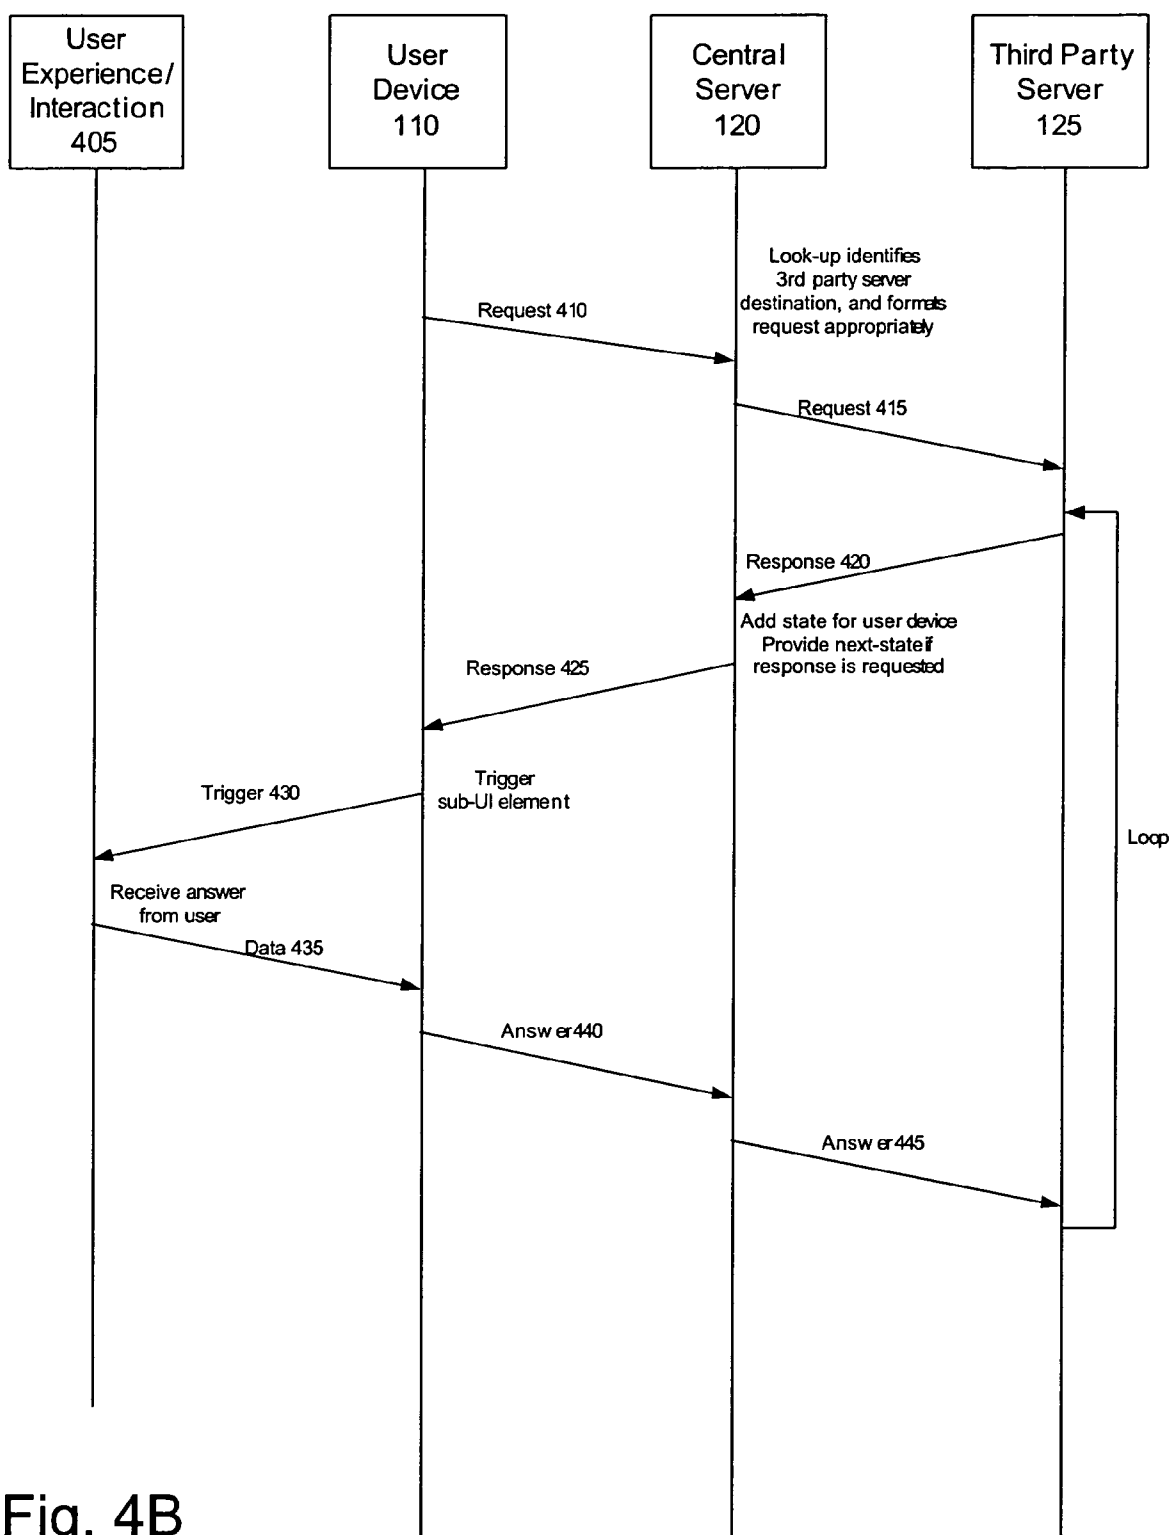 User
Experience/
Interaction
405
User
Device
110
Central
Server
120
Third Party
Server
125
Look-up identifies
3rd party server
destination, and formats
request appropriately
Request 410
Request 415
Response 420
Add state for user device
Provide next-state if
response is requested
Response 425
Trigger
sub-UI element
Trigger 430
Loop
Receive answer
from user
Data 435
Answer 440
Answer 445
Fig. 4B